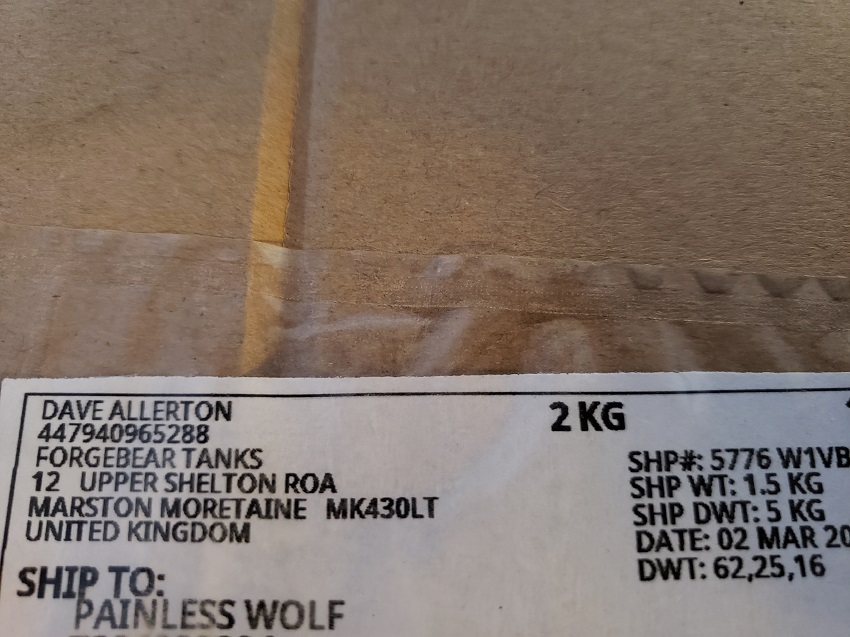 DAVE ALLERTON
447940965288
FORGEBEAR TANKS
12 UPPER SHELTON ROA
MARSTON MORETAINE MK430LT
UNITED KINGDOM
2 KG
SHP#: 5776 W1VB
SHP WT: 1.5 KG
SHP DWT: 5 KG
DATE: 02 MAR 20
DWT: 62,25,16
SHIP TO:
PAINLESS WOLF